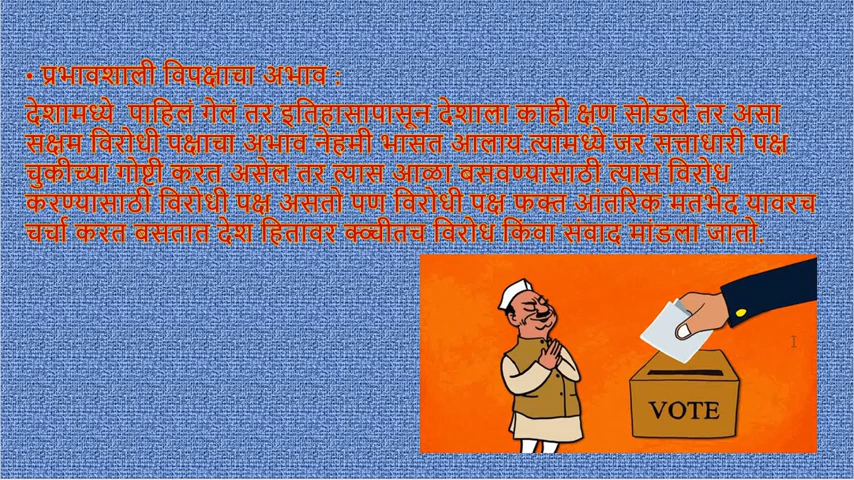 • प्रभावशाली विपक्षाचा अभाव :
देशामध्ये पाहिलं गेलं तर इतिहासापासून देशाला काही क्षण सोडले तर असा
सक्षम विरोधी पक्षाचा अभाव नेहमी भासत आलाय.त्यामध्ये जर सत्ताधारी पक्ष
चुकीच्या गोष्टी करत असेल तर त्यास आळा बसवण्यासाठी त्यास विरोध
करण्यासाठी विरोधी पक्ष असतो पण विरोधी पक्ष फक्त आंतरिक मतभेद यावरच
चर्चा करत बसतात देश हितावर क्वचीतच विरोध किंवा संवाद मांडला जातो.
VOTE